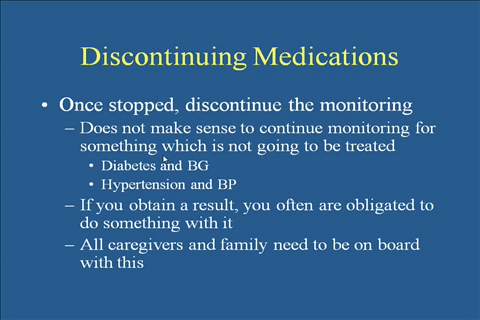 Discontinuing Medications
• Once stopped, discontinue the monitoring
– Does not make sense to continue monitoring for
something which is not going to be treated
• Diabetes and BG
• Hypertension and BP
– If you obtain a result, you often are obligated to
do something with it
– All caregivers and family need to be on board
with this